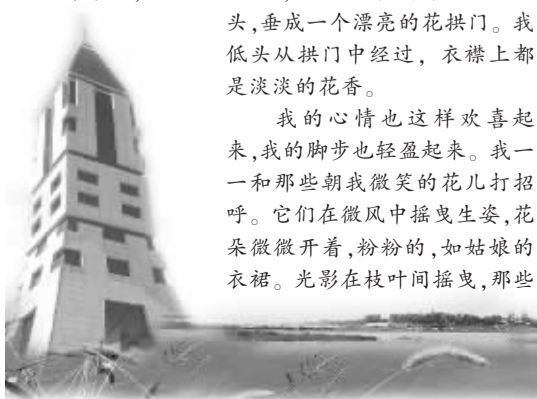 头,垂成一个漂亮的花拱门。我
低头从拱门中经过，衣襟上都
是淡淡的花香。
我的心情也这样欢喜起
来,我的脚步也轻盈起来。我一
一和那些朝我微笑的花儿打招
呼。它们在微风中摇曳生姿,花
朵微微开着,粉粉的,如姑娘的
衣裙。光影在枝叶间摇曳,那些